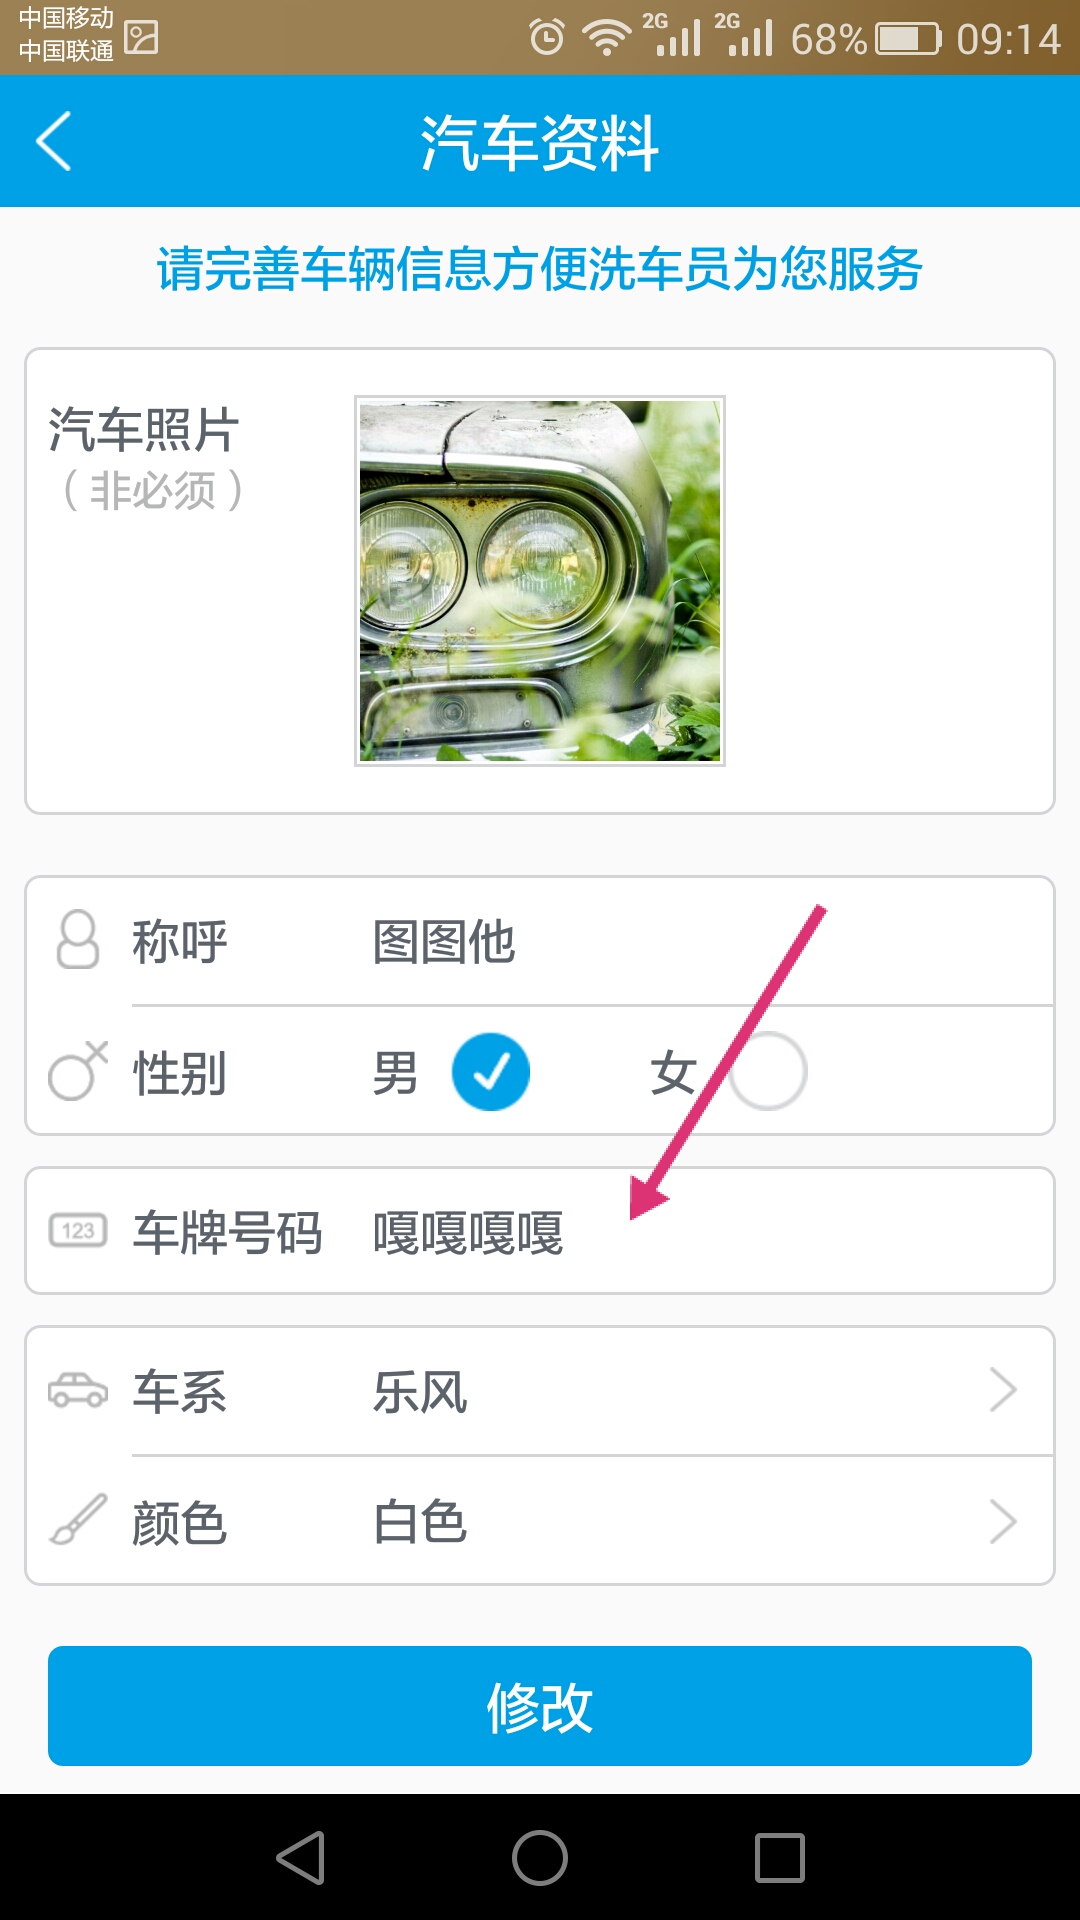 中国移动
中国联通
2G 2G 68% 09:14
汽车资料
请完善车辆信息方便洗车员为您服务
汽车照片
（非必须）
称呼 图图他
性别 男 女
123 车牌号码 嘎嘎嘎嘎
车系 乐风
颜色 白色
修改